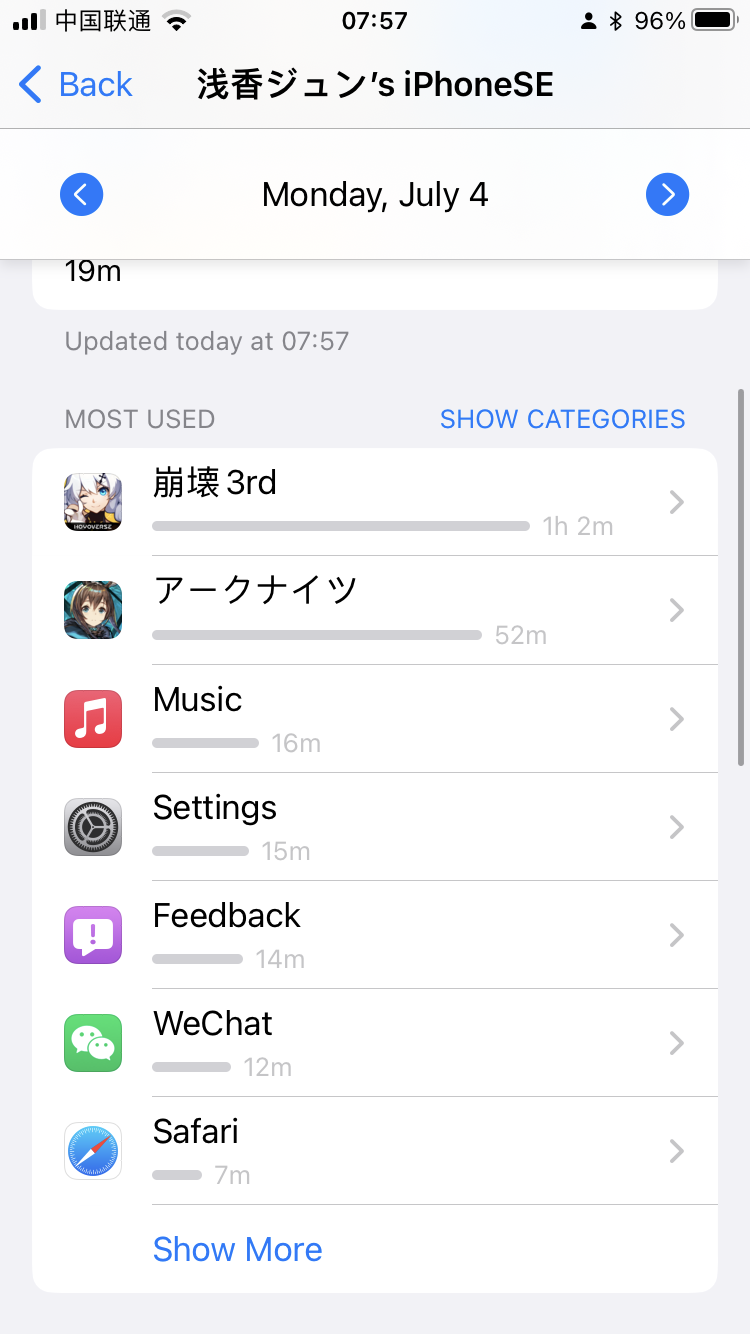 中国联通 07:57 96%
Back 浅香ジュン's iPhoneSE
Monday, July 4
19m
Updated today at 07:57
MOST USED SHOW CATEGORIES
HOYOVERSE
崩壊3rd
1h 2m
アークナイツ
52m
Music
16m
Settings
15m
Feedback
14m
WeChat
12m
Safari
7m
Show More